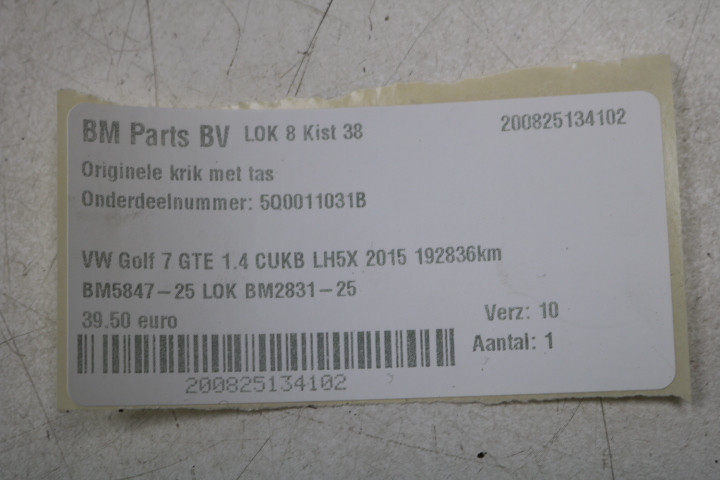 BM Parts BV LOK 8 Kist 38 200825134102
Originele krik met tas
Onderdeelnummer: 5Q0011031B
VW Golf 7 GTE 1.4 CUKB LH5X 2015 192836km
BM5847-25 LOK BM2831-25
39.50 euro Verz: 10
Aantal: 1
200825134102